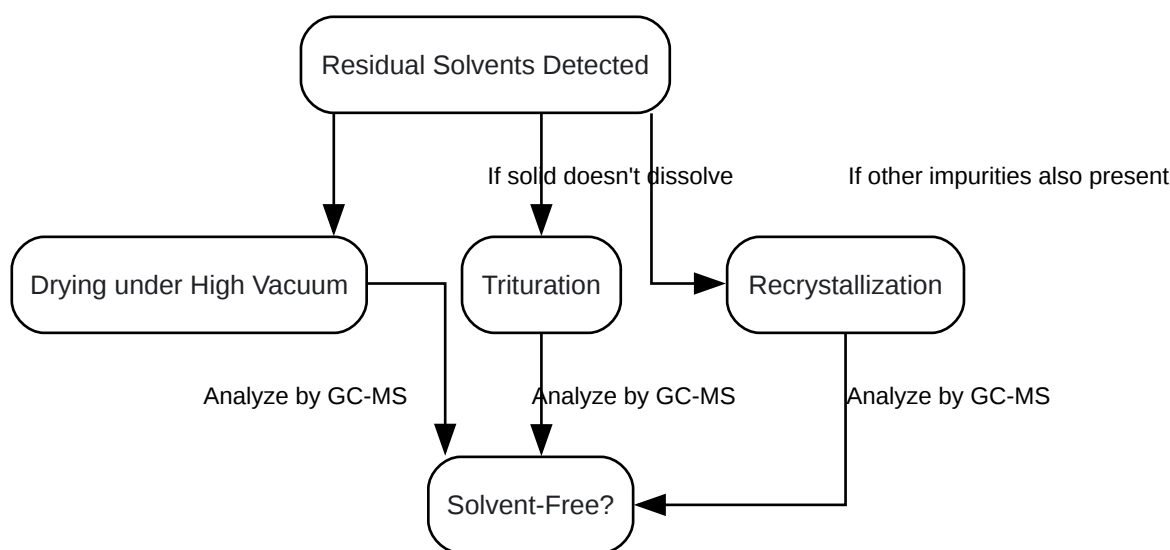 Residual Solvents Detected
If solid doesn't dissolve
If other impurities also present
Drying under High Vacuum
Trituration
Recrystallization
Analyze by GC-MS
Analyze by GC-MS
Analyze by GC-MS
Solvent-Free?